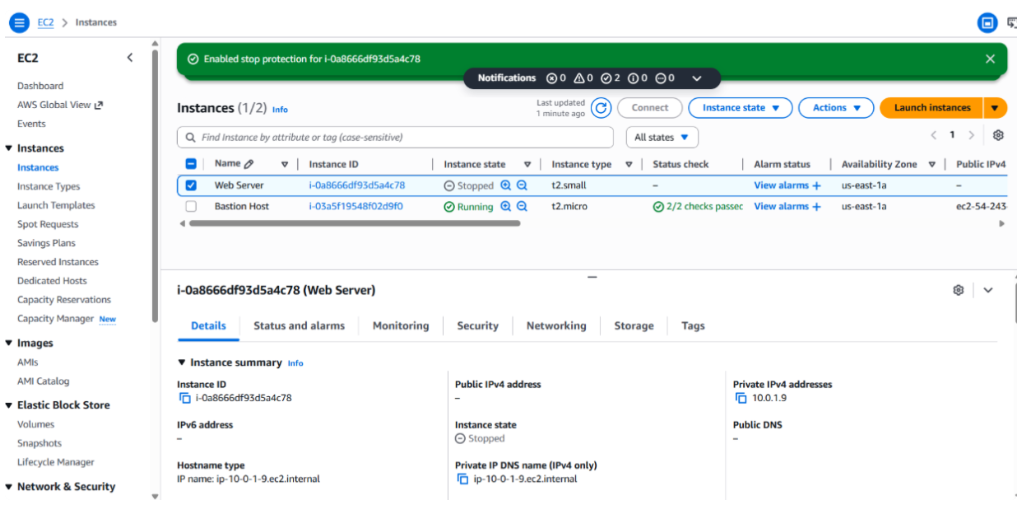 EC2 > Instances
EC2
Dashboard
AWS Global View
Events
Instances
Instances
Instance Types
Launch Templates
Spot Requests
Savings Plans
Reserved Instances
Dedicated Hosts
Capacity Reservations
Capacity Manager New
Images
AMIs
AMI Catalog
Elastic Block Store
Volumes
Snapshots
Lifecycle Manager
Network & Security
Enabled stop protection for i-0a8666df93d5a4c78
Notifications 0 0 2 0 0
Instances (1/2) Info
Last updated
1 minute ago
Connect Instance state Actions Launch instances
Find Instance by attribute or tag (case-sensitive) All states 1
Name Instance ID Instance state Instance type Status check Alarm status Availability Zone Public IPv4
Web Server i-0a8666df93d5a4c78 Stopped t2.small – View alarms + us-east-1a –
Bastion Host i-03a5f19548f02d9f0 Running t2.micro 2/2 checks passec View alarms + us-east-1a ec2-54-243
i-0a8666df93d5a4c78 (Web Server)
Details Status and alarms Monitoring Security Networking Storage Tags
Instance summary Info
Instance ID
i-0a8666df93d5a4c78
Public IPv4 address
–
Private IPv4 addresses
10.0.1.9
IPv6 address
–
Instance state
Stopped
Public DNS
–
Hostname type
IP name: ip-10-0-1-9.ec2.internal
Private IP DNS name (IPv4 only)
ip-10-0-1-9.ec2.internal